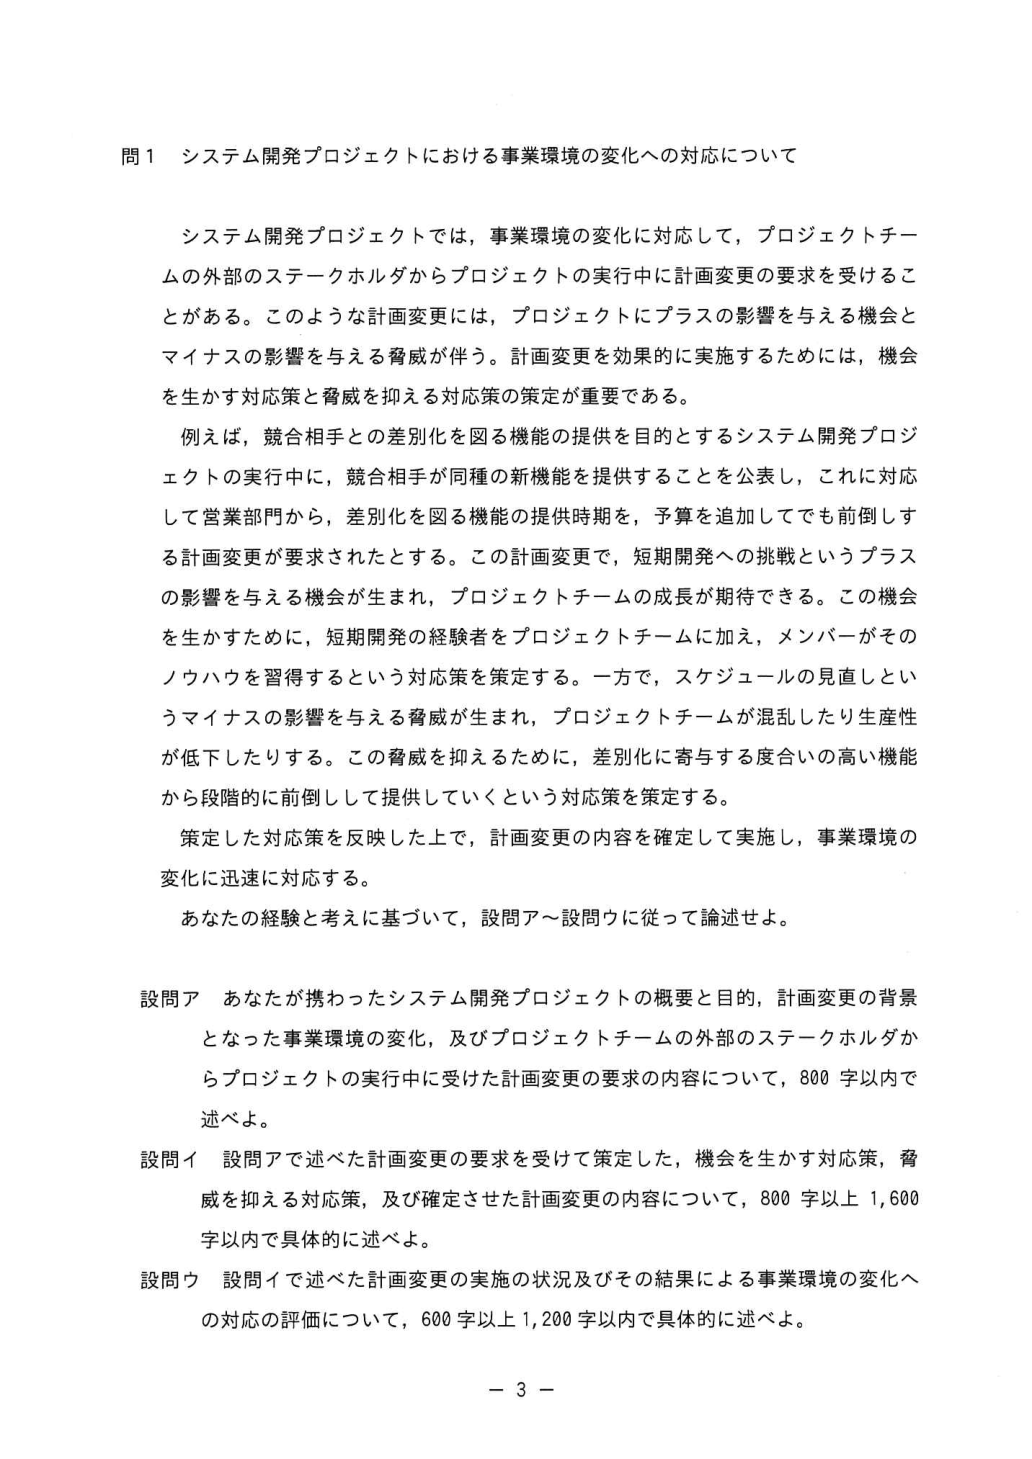 問1　システム開発プロジェクトにおける事業環境の変化への対応について
システム開発プロジェクトでは，事業環境の変化に対応して，プロジェクトチー
ムの外部のステークホルダからプロジェクトの実行中に計画変更の要求を受けるこ
とがある。このような計画変更には，プロジェクトにプラスの影響を与える機会と
マイナスの影響を与える脅威が伴う。計画変更を効果的に実施するためには，機会
を生かす対応策と脅威を抑える対応策の策定が重要である。
例えば，競合相手との差別化を図る機能の提供を目的とするシステム開発プロジ
ェクトの実行中に，競合相手が同種の新機能を提供することを公表し，これに対応
して営業部門から，差別化を図る機能の提供時期を，予算を追加してでも前倒しす
る計画変更が要求されたとする。この計画変更で，短期開発への挑戦というプラス
の影響を与える機会が生まれ，プロジェクトチームの成長が期待できる。この機会
を生かすために，短期開発の経験者をプロジェクトチームに加え，メンバーがその
ノウハウを習得するという対応策を策定する。一方で，スケジュールの見直しとい
うマイナスの影響を与える脅威が生まれ，プロジェクトチームが混乱したり生産性
が低下したりする。この脅威を抑えるために，差別化に寄与する度合いの高い機能
から段階的に前倒しして提供していくという対応策を策定する。
策定した対応策を反映した上で，計画変更の内容を確定して実施し，事業環境の
変化に迅速に対応する。
あなたの経験と考えに基づいて，設問ア～設問ウに従って論述せよ。
設問ア　あなたが携わったシステム開発プロジェクトの概要と目的，計画変更の背景
となった事業環境の変化，及びプロジェクトチームの外部のステークホルダか
らプロジェクトの実行中に受けた計画変更の要求の内容について，800 字以内で
述べよ。
設問イ　設問アで述べた計画変更の要求を受けて策定した，機会を生かす対応策，脅
威を抑える対応策，及び確定させた計画変更の内容について，800 字以上 1,600
字以内で具体的に述べよ。
設問ウ　設問イで述べた計画変更の実施の状況及びその結果による事業環境の変化へ
の対応の評価について，600 字以上 1,200 字以内で具体的に述べよ。
－ 3 －